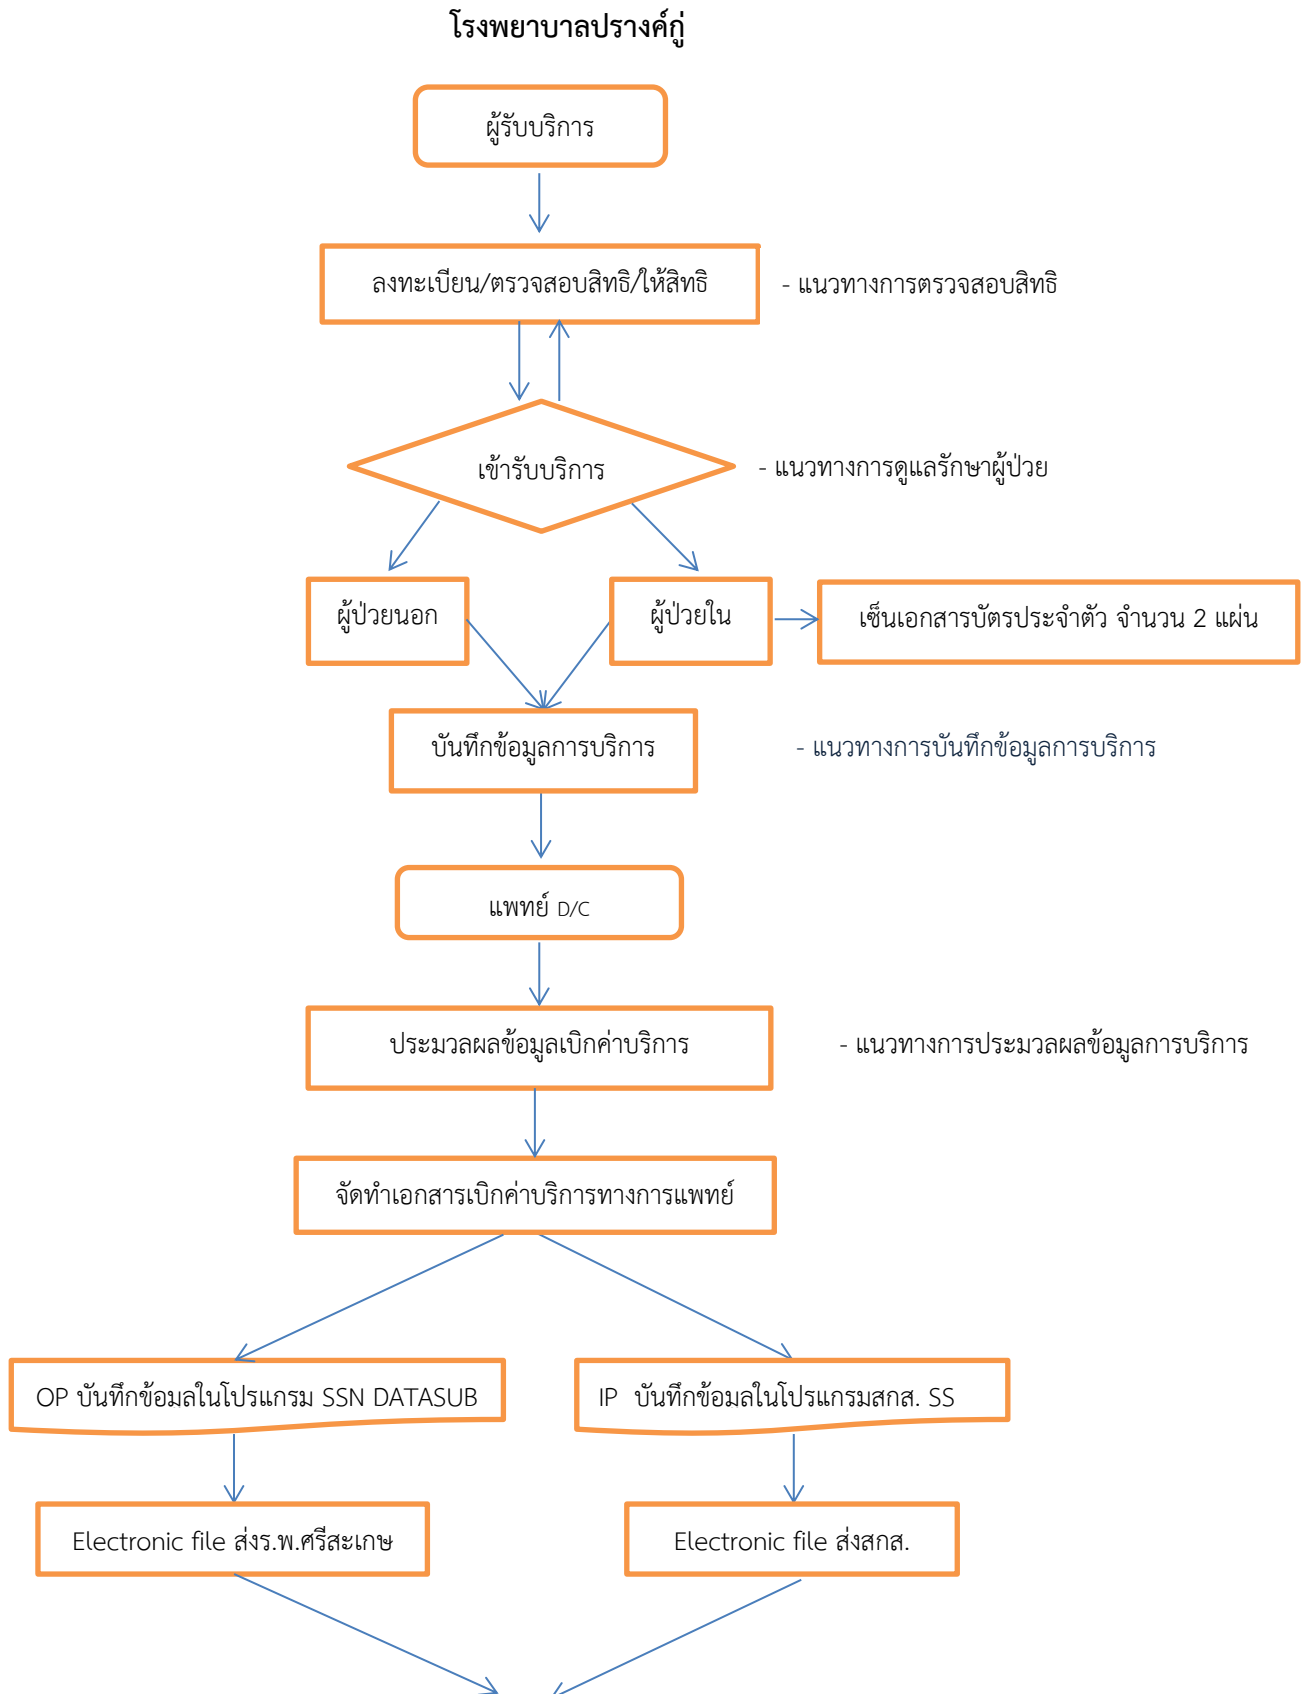 โรงพยาบาลปรางค์กู่
ผู้รับบริการ
ลงทะเบียน/ตรวจสอบสิทธิ/ให้สิทธิ
- แนวทางการตรวจสอบสิทธิ
เข้ารับบริการ
- แนวทางการดูแลรักษาผู้ป่วย
ผู้ป่วยนอก
ผู้ป่วยใน
เซ็นเอกสารบัตรประจำตัว จำนวน 2 แผ่น
บันทึกข้อมูลการบริการ
- แนวทางการบันทึกข้อมูลการบริการ
แพทย์ D/C
ประมวลผลข้อมูลเบิกค่าบริการ
- แนวทางการประมวลผลข้อมูลการบริการ
จัดทำเอกสารเบิกค่าบริการทางการแพทย์
OP บันทึกข้อมลในโปรแกรม SSN DATASUB
IP บันทึกข้อมลในโปรแกรมสกส. SS
Electronic file ส่งร.พ.ศรีสะเกษ
Electronic file ส่งสกส.